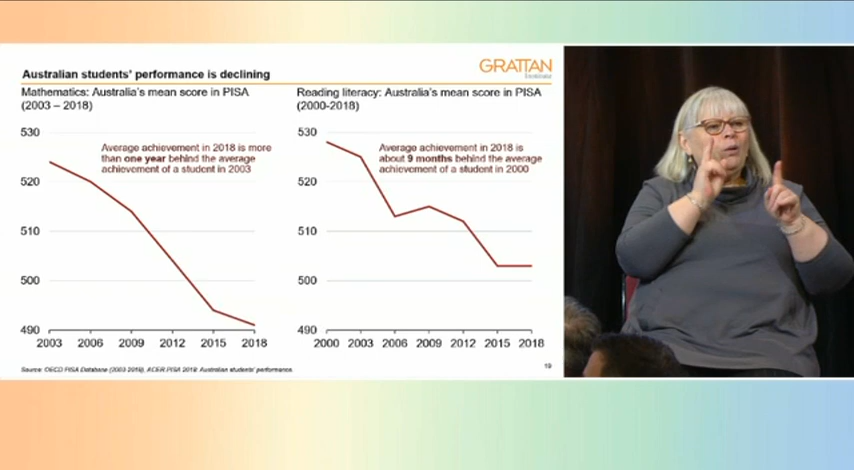 GRATTAN
Institute
Australian students' performance is declining
Mathematics: Australia's mean score in PISA
(2003 – 2018)
530
520
510
500
490
2003 2006 2009 2012 2015 2018
Average achievement in 2018 is more
than one year behind the average
achievement of a student in 2003
Reading literacy: Australia's mean score in PISA
(2000-2018)
530
520
510
500
490
2000 2003 2006 2009 2012 2015 2018
Average achievement in 2018 is
about 9 months behind the average
achievement of a student in 2000
Source: OECD PISA Database (2003-2018), ACER PISA 2018: Australian students' performance.
19